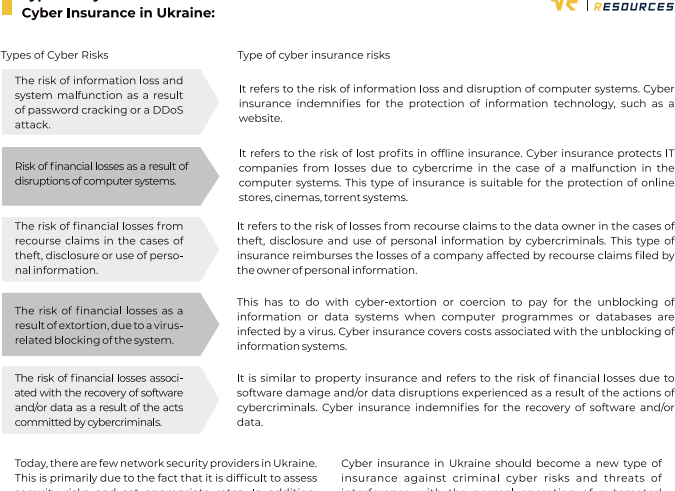 Cyber Insurance in Ukraine:
RESOURCES
Types of Cyber Risks
Type of cyber insurance risks
The risk of information loss and
system malfunction as a result
of password cracking or a DDoS
attack.
It refers to the risk of information loss and disruption of computer systems. Cyber
insurance indemnifies for the protection of information technology, such as a
website.
Risk of financial losses as a result of
disruptions of computer systems.
It refers to the risk of lost profits in offline insurance. Cyber insurance protects IT
companies from losses due to cybercrime in the case of a malfunction in the
computer systems. This type of insurance is suitable for the protection of online
stores, cinemas, torrent systems.
The risk of financial losses from
recourse claims in the cases of
theft, disclosure or use of perso-
nal information.
It refers to the risk of losses from recourse claims to the data owner in the cases of
theft, disclosure and use of personal information by cybercriminals. This type of
insurance reimburses the losses of a company affected by recourse claims filed by
the owner of personal information.
The risk of financial losses as a
result of extortion, due to a virus-
related blocking of the system.
This has to do with cyber-extortion or coercion to pay for the unblocking of
information or data systems when computer programmes or databases are
infected by a virus. Cyber insurance covers costs associated with the unblocking of
information systems.
The risk of financial losses associ-
ated with the recovery of software
and/or data as a result of the acts
committed by cybercriminals.
It is similar to property insurance and refers to the risk of financial losses due to
software damage and/or data disruptions experienced as a result of the actions of
cybercriminals. Cyber insurance indemnifies for the recovery of software and/or
data.
Today, there are few network security providers in Ukraine.
This is primarily due to the fact that it is difficult to assess
Cyber insurance in Ukraine should become a new type of
insurance against criminal cyber risks and threats of